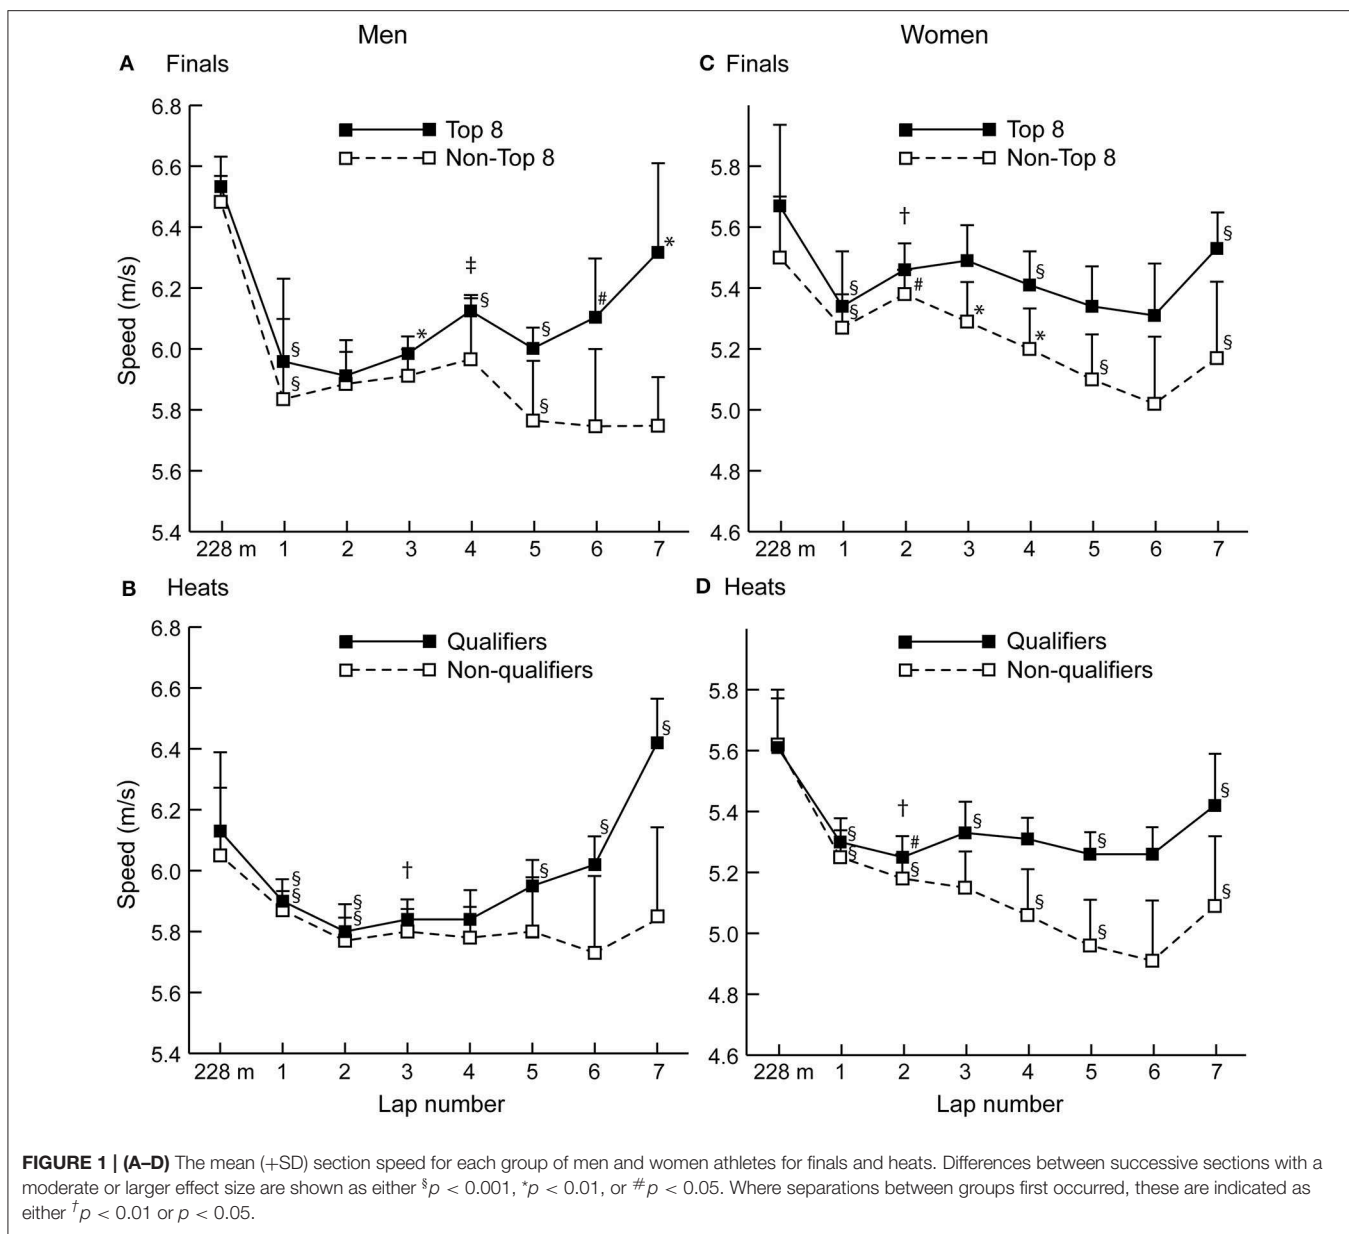 Men
Women
A Finals
Top 8
Non-Top 8
Speed (m/s)
6.8
6.6
6.4
6.2
6.0
5.8
5.6
5.4
§
§
*
‡
§
§
§
#
*
228 m 1 2 3 4 5 6 7
C Finals
Top 8
Non-Top 8
5.8
5.6
5.4
5.2
5.0
4.8
4.6
§
§
†
#
*
§
*
§
§
§
228 m 1 2 3 4 5 6 7
B Heats
Qualifiers
Non-qualifiers
Speed (m/s)
6.8
6.6
6.4
6.2
6.0
5.8
5.6
5.4
§
§
§
§
†
§
§
§
228 m 1 2 3 4 5 6 7
Lap number
D Heats
Qualifiers
Non-qualifiers
5.8
5.6
5.4
5.2
5.0
4.8
4.6
§
§
†
#
§
§
§
§
§
§
§
228 m 1 2 3 4 5 6 7
Lap number
FIGURE 1 | (A–D) The mean (+SD) section speed for each group of men and women athletes for finals and heats. Differences between successive sections with a
moderate or larger effect size are shown as either §p < 0.001, *p < 0.01, or #p < 0.05. Where separations between groups first occurred, these are indicated as
either †p < 0.01 or p < 0.05.